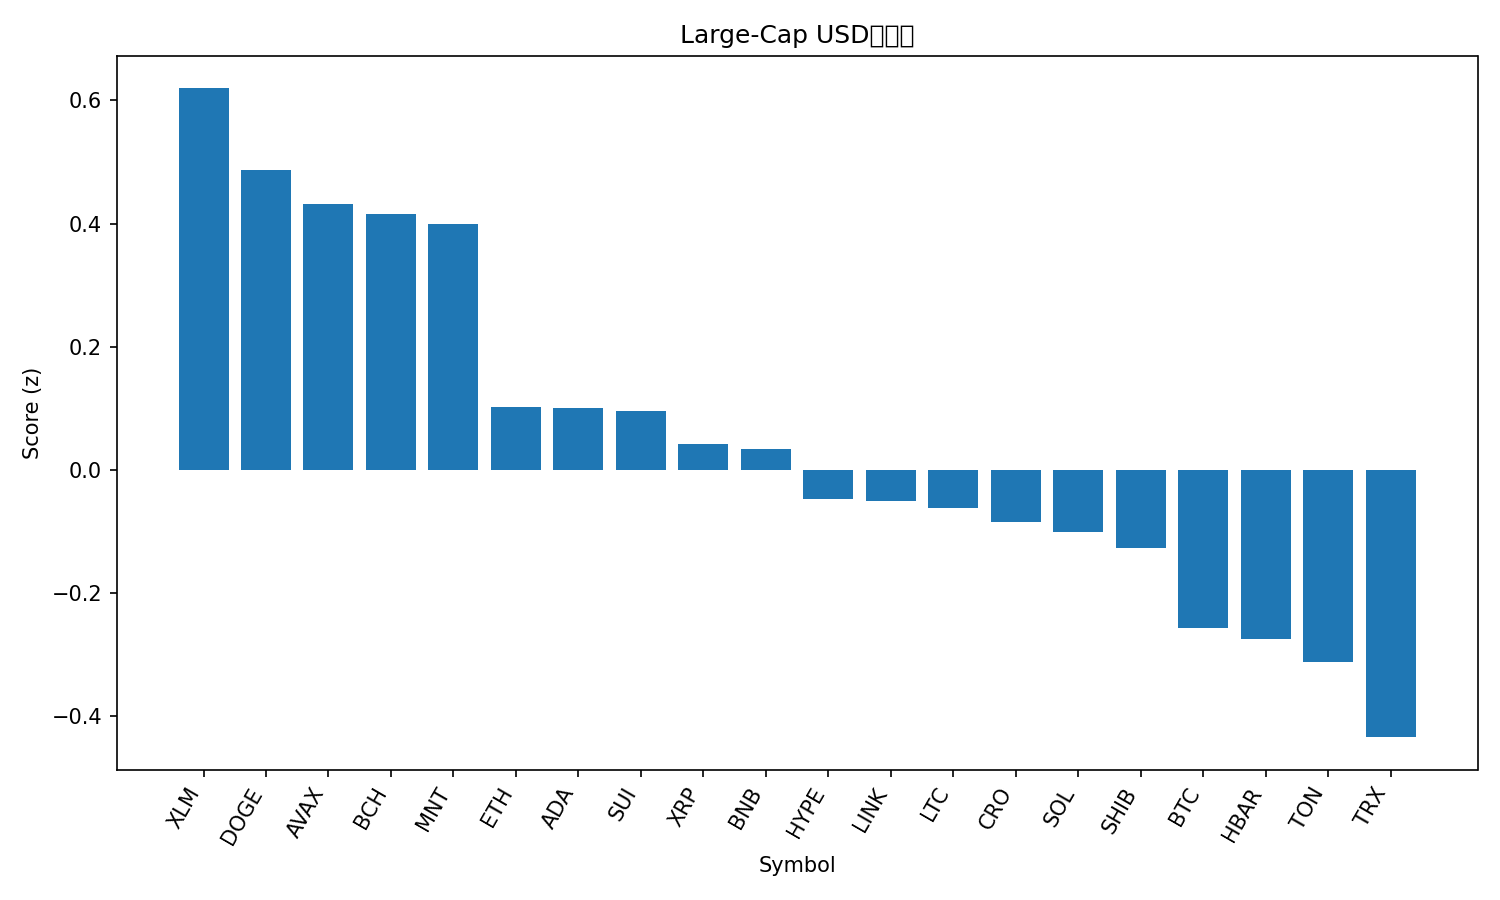 Large-Cap USD
Score (z)
0.6
0.4
0.2
0.0
−0.2
−0.4
XLM
DOGE
AVAX
BCH
MNT
ETH
ADA
SUI
XRP
BNB
HYPE
LINK
LTC
CRO
SOL
SHIB
BTC
HBAR
TON
TRX
Symbol